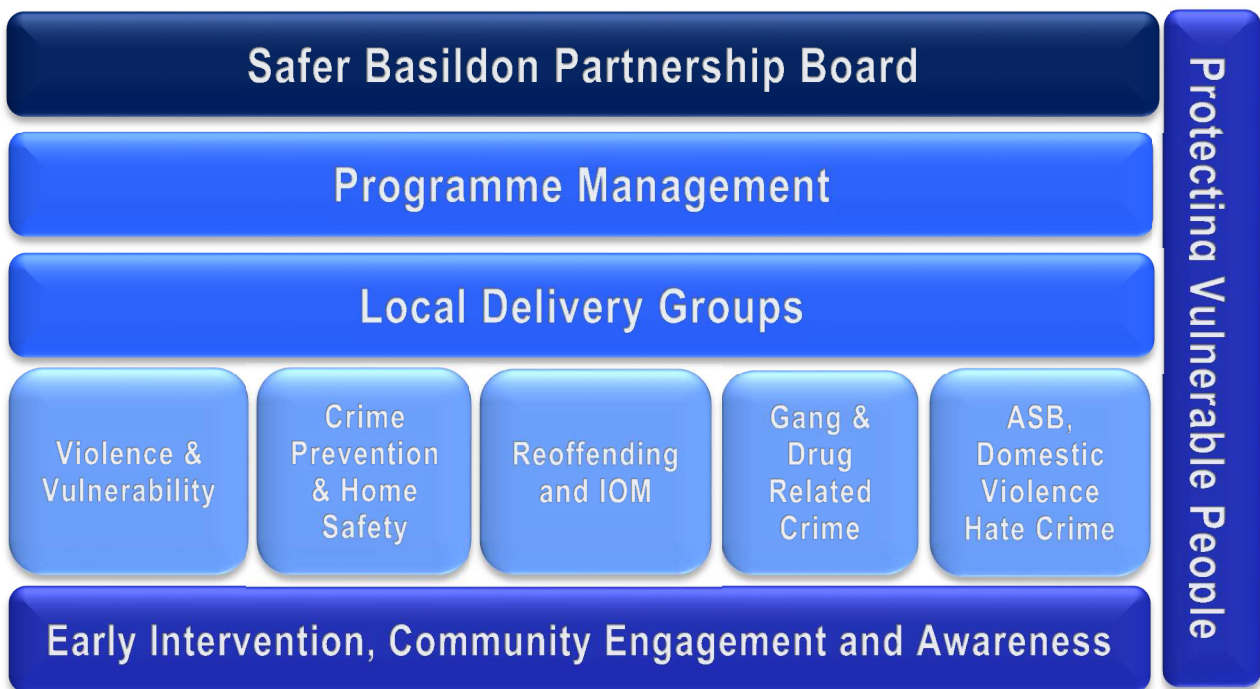 Safer Basildon Partnership Board
Programme Management
Local Delivery Groups
Violence &
Vulnerability
Crime
Prevention
& Home
Safety
Reoffending
and IOM
Gang &
Drug
Related
Crime
ASB,
Domestic
Violence
Hate Crime
Early Intervention, Community Engagement and Awareness
Protecting Vulnerable People